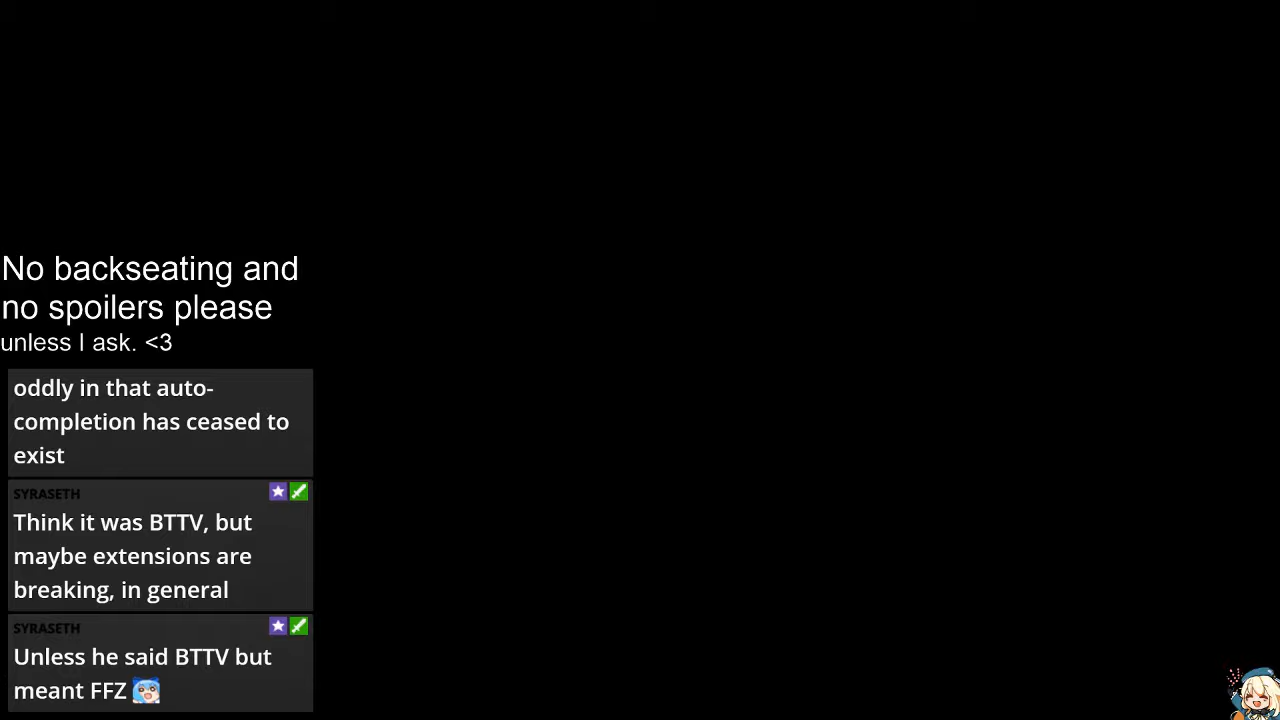 No backseating and
no spoilers please
unless I ask. <3
oddly in that auto-
completion has ceased to
exist
SYRASETH
Think it was BTTV, but
maybe extensions are
breaking, in general
SYRASETH
Unless he said BTTV but
meant FFZ